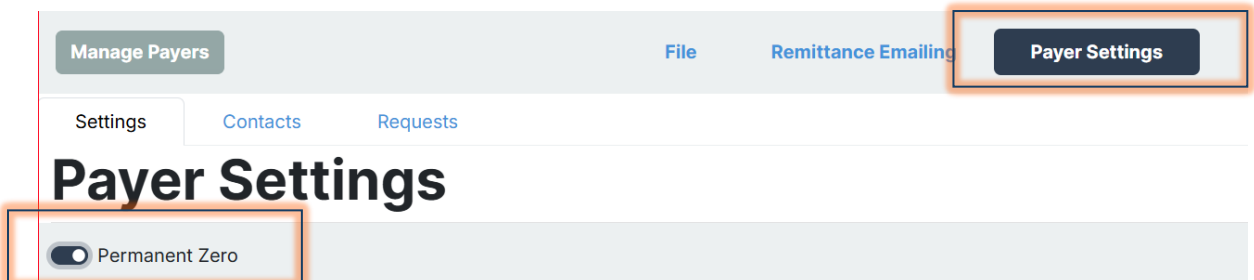 Manage Payers File Remittance Emailing Payer Settings
Settings Contacts Requests
Payer Settings
Permanent Zero